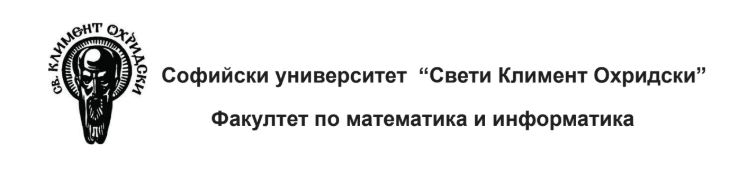 СВ. КЛИМЕНТ ОХРИДСКИ
Софийски университет “Свети Климент Охридски”
Факултет по математика и информатика